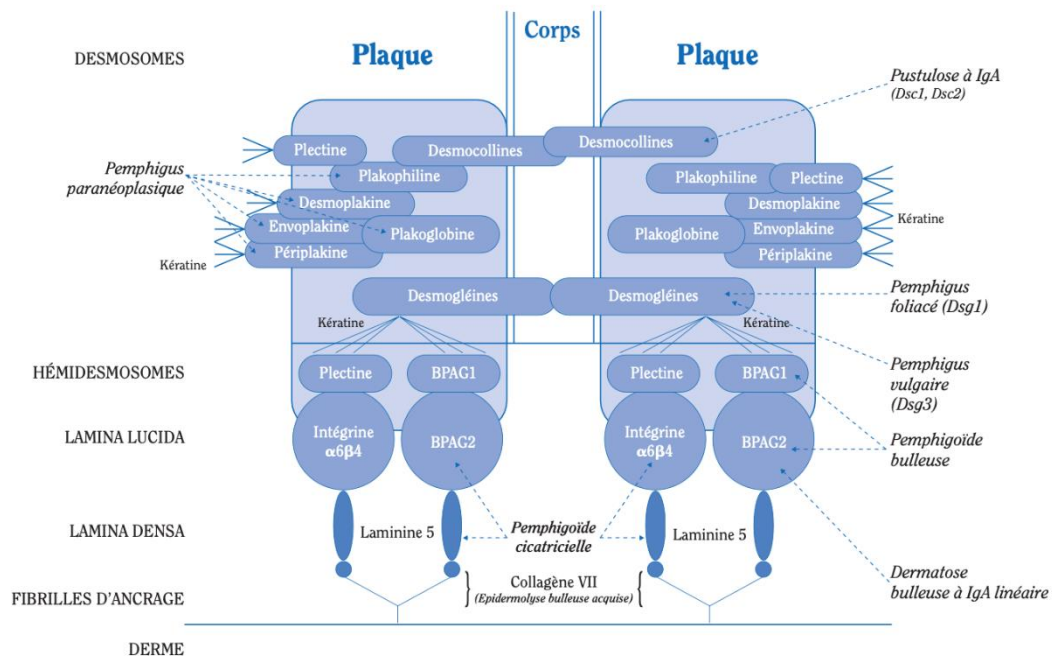 Corps
DESMOSOMES
Plaque
Plaque
Pustulose à IgA
(Dsc1, Dsc2)
Plectine
Desmocollines
Desmocollines
Pemphigus
paranéoplasique
Plakophiline
Plakophiline
Plectine
Desmoplakine
Desmoplakine
Envoplakine
Plakoglobine
Plakoglobine
Envoplakine
Kératine
Périplakine
Périplakine
Kératine
Desmogléines
Desmogléines
Pemphigus
foliacé (Dsg1)
Kératine
Kératine
HÉMIDESMOSOMES
Plectine
BPAG1
Plectine
BPAG1
Pemphigus
vulgaire
(Dsg3)
LAMINA LUCIDA
Intégrine
α6β4
BPAG2
Intégrine
α6β4
BPAG2
Pemphigoïde
bulleuse
LAMINA DENSA
Laminine 5
Pemphigoïde
cicatricielle
Laminine 5
FIBRILLES D'ANCRAGE
Collagène VII
(Epidermolyse bulleuse acquise)
Dermatose
bulleuse à IgA linéaire
DERME